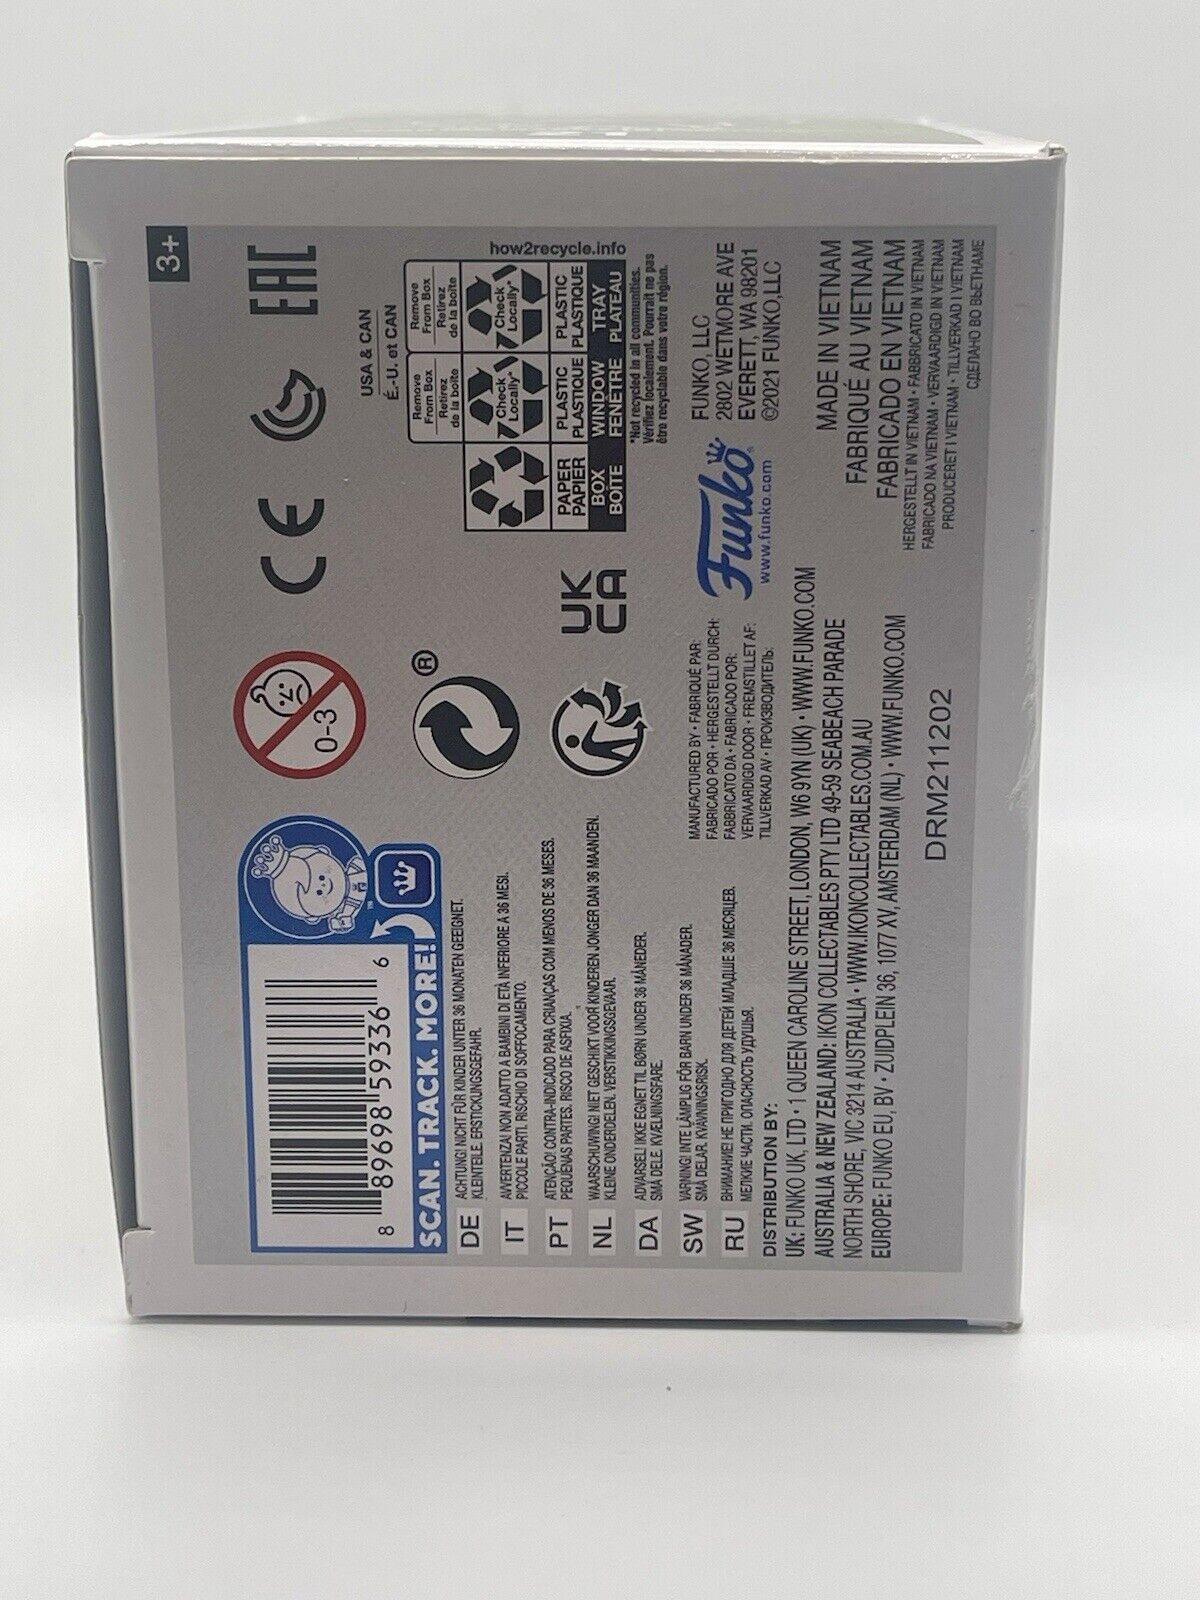 8 89698 59336 6
SCAN. TRACK. MORE!
™
0-3
CE
EAC
3+
®
UK
CA
USA & CAN
É.-U. et CAN
Remove
From Box
Retirez
de la boîte
Remove
From Box
Retirez
de la boîte
Check
Locally*
Check
Locally*
PAPER
PAPIER
BOX
BOÎTE
PLASTIC
PLASTIQUE
WINDOW
FENÊTRE
PLASTIC
PLASTIQUE
TRAY
PLATEAU
how2recycle.info
*Not recycled in all communities.
Vérifiez localement. Pourrait ne pas
être recyclable dans votre région.
DE ACHTUNG! NICHT FÜR KINDER UNTER 36 MONATEN GEEIGNET.
KLEINTEILE. ERSTICKUNGSGEFAHR.
IT AVVERTENZA! NON ADATTO A BAMBINI DI ETÀ INFERIORE A 36 MESI.
PICCOLE PARTI. RISCHIO DI SOFFOCAMENTO.
PT ATENÇÃO! CONTRA-INDICADO PARA CRIANÇAS COM MENOS DE 36 MESES.
PEQUENAS PARTES. RISCO DE ASFIXIA.
NL WAARSCHUWING! NIET GESCHIKT VOOR KINDEREN JONGER DAN 36 MAANDEN.
KLEINE ONDERDELEN. VERSTIKKINGSGEVAAR.
DA ADVARSEL! IKKE EGNET TIL BØRN UNDER 36 MÅNEDER.
SMÅ DELE. KVÆLNINGSFARE.
SW VARNING! INTE LÄMPLIG FÖR BARN UNDER 36 MÅNADER.
SMÅ DELAR. KVÄVNINGSRISK.
RU ВНИМАНИЕ! НЕ ПРИГОДНО ДЛЯ ДЕТЕЙ МЛАДШЕ 36 МЕСЯЦЕВ.
МЕЛКИЕ ЧАСТИ. ОПАСНОСТЬ УДУШЬЯ.
MANUFACTURED BY • FABRIQUÉ PAR:
FABRICADO POR • HERGESTELLT DURCH:
FABBRICATO DA • FABRICADO POR:
VERVAARDIGD DOOR • FREMSTILLET AF:
TILLVERKAD AV • ПРОИЗВОДИТЕЛЬ:
Funko®
www.funko.com
FUNKO, LLC
2802 WETMORE AVE
EVERETT, WA 98201
©2021 FUNKO,LLC
DISTRIBUTION BY:
UK: FUNKO UK, LTD • 1 QUEEN CAROLINE STREET, LONDON, W6 9YN (UK) • WWW.FUNKO.COM
AUSTRALIA & NEW ZEALAND: IKON COLLECTABLES PTY LTD 49-59 SEABEACH PARADE
NORTH SHORE, VIC 3214 AUSTRALIA • WWW.IKONCOLLECTABLES.COM.AU
EUROPE: FUNKO EU, BV • ZUIDPLEIN 36, 1077 XV, AMSTERDAM (NL) • WWW.FUNKO.COM
DRM211202
MADE IN VIETNAM
FABRIQUÉ AU VIETNAM
FABRICADO EN VIETNAM
HERGESTELLT IN VIETNAM • FABBRICATO IN VIETNAM
FABRICADO NA VIETNAM • VERVAARDIGD IN VIETNAM
PRODUCERET I VIETNAM • TILLVERKAD I VIETNAM
СДЕЛАНО ВО ВЬЕТНАМЕ